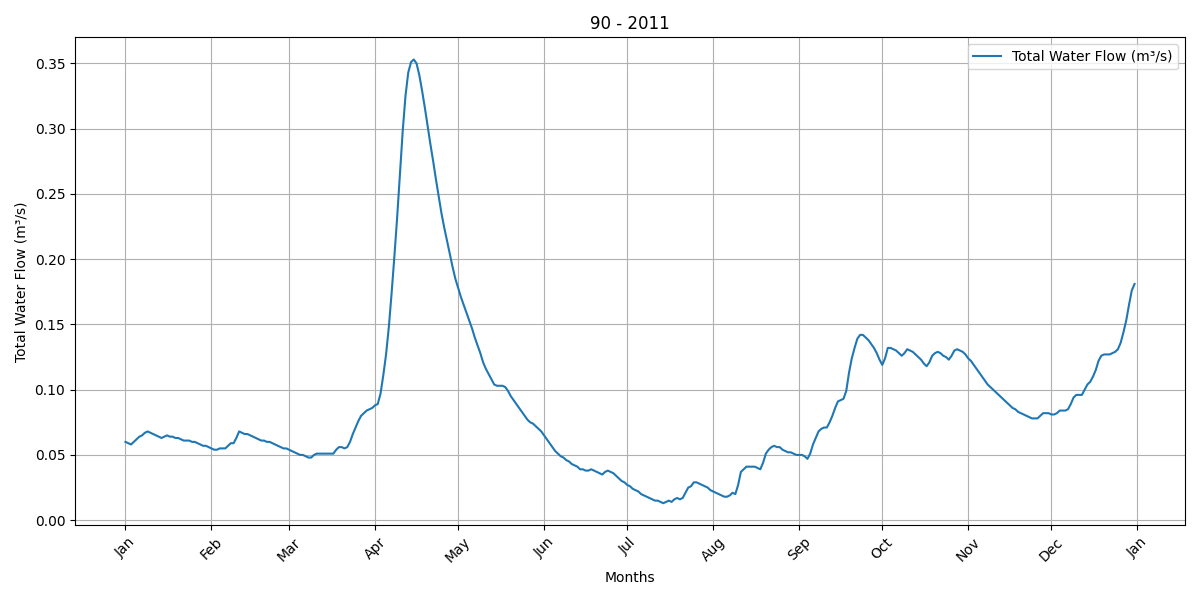 90 - 2011
Total Water Flow (m³/s)
Total Water Flow (m³/s)
0.35
0.30
0.25
0.20
0.15
0.10
0.05
0.00
Jan Feb Mar Apr May Jun Jul Aug Sep Oct Nov Dec Jan
Months